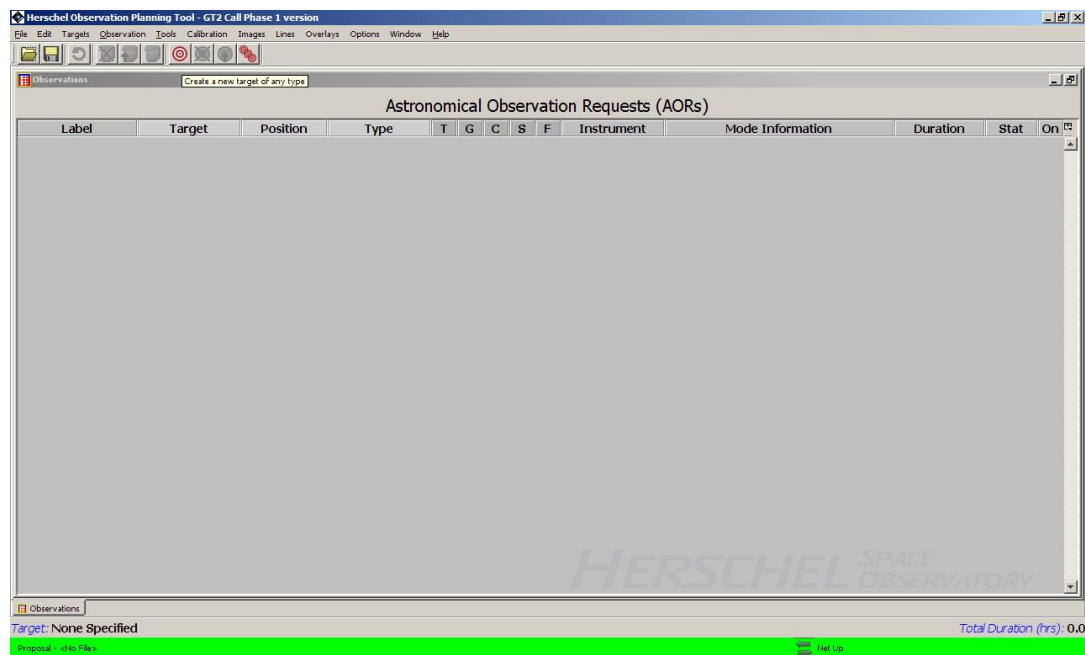 Herschel Observation Planning Tool - GT2 Call Phase 1 version
File Edit Targets Observation Tools Calibration Images Lines Overlays Options Window Help
Observations
Create a new target of any type
Astronomical Observation Requests (AORs)
Label Target Position Type T G C S F Instrument Mode Information Duration Stat On
HERSCHEL SPACE OBSERVATORY
Observations
Target: None Specified Total Duration (hrs): 0.0
Proposal - <No File> Net Up